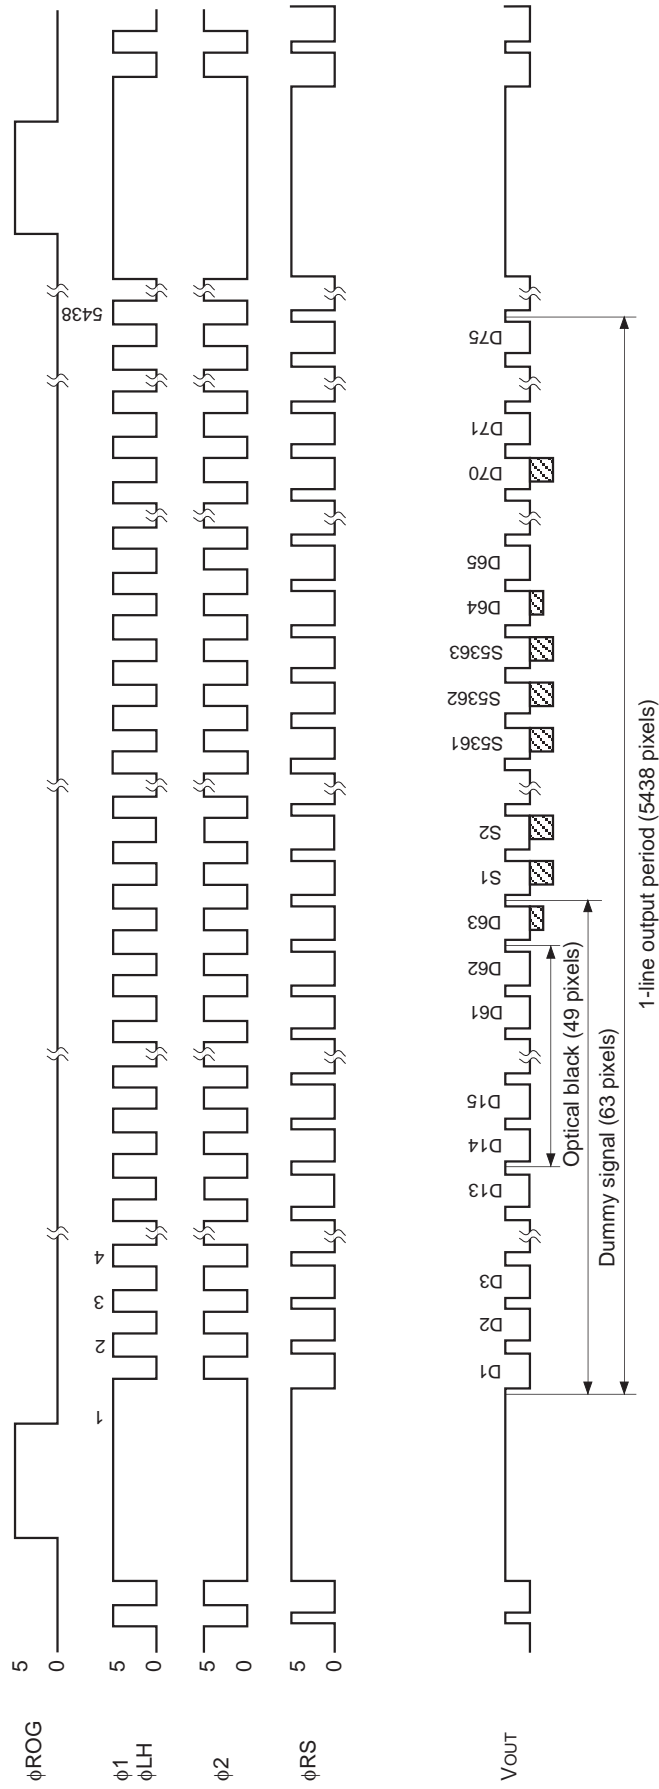 φROG
5
0
φ1
φLH
5
0
1
2
3
4
5438
φ2
5
0
φRS
5
0
VOUT
D1
D2
D3
D13
D14
D15
D61
D62
D63
S1
S2
S5361
S5362
S5363
D64
D65
D70
D71
D75
Optical black (49 pixels)
Dummy signal (63 pixels)
1-line output period (5438 pixels)